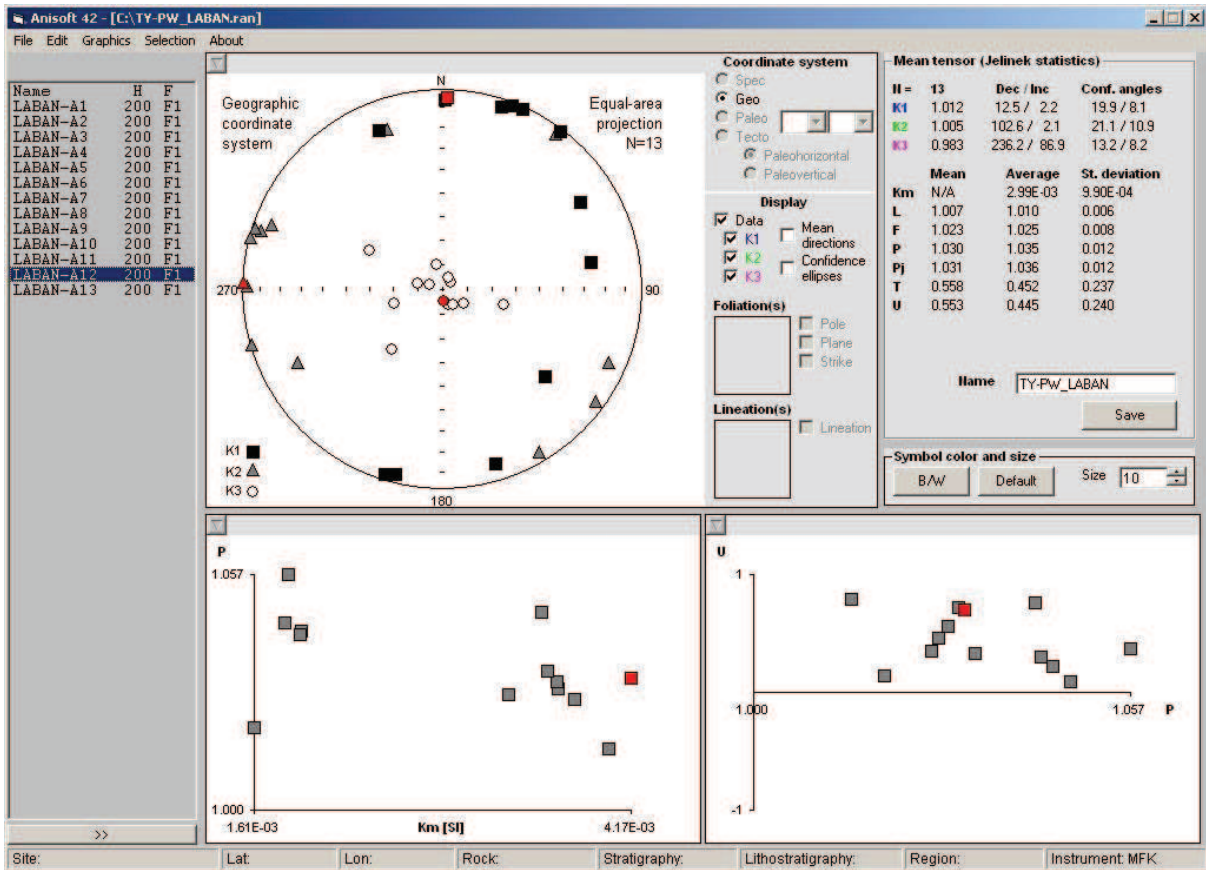 Anisoft 42 - [C:\TY-PW_LABAN.ran]
File Edit Graphics Selection About
Name H F
LABAN-A1 200 F1
LABAN-A2 200 F1
LABAN-A3 200 F1
LABAN-A4 200 F1
LABAN-A5 200 F1
LABAN-A6 200 F1
LABAN-A7 200 F1
LABAN-A8 200 F1
LABAN-A9 200 F1
LABAN-A10 200 F1
LABAN-A11 200 F1
LABAN-A12 200 F1
LABAN-A13 200 F1
>>
Geographic
coordinate
system
N
Equal-area
projection
N=13
270
90
180
K1
K2
K3
Coordinate system
Spec
Geo
Paleo
Tecto
Paleohorizontal
Paleovertical
Display
Data
K1
K2
K3
Mean
directions
Confidence
ellipses
Foliation(s)
Pole
Plane
Strike
Lineation(s)
Lineation
Mean tensor (Jelinek statistics)
N = 13 Dec / Inc Conf. angles
K1 1.012 12.5 / 2.2 19.9 / 8.1
K2 1.005 102.6 / 2.1 21.1 / 10.9
K3 0.983 236.2 / 86.9 13.2 / 8.2
Mean Average St. deviation
Km N/A 2.99E-03 9.90E-04
L 1.007 1.010 0.006
F 1.023 1.025 0.008
P 1.030 1.035 0.012
Pj 1.031 1.036 0.012
T 0.558 0.452 0.237
U 0.553 0.445 0.240
Name TY-PW_LABAN
Save
Symbol color and size
B/W Default Size 10
P
1.057
1.000
1.61E-03 Km [SI] 4.17E-03
U
1
1.000 1.057 P
-1
Site: Lat: Lon: Rock: Stratigraphy: Lithostratigraphy: Region: Instrument: MFK